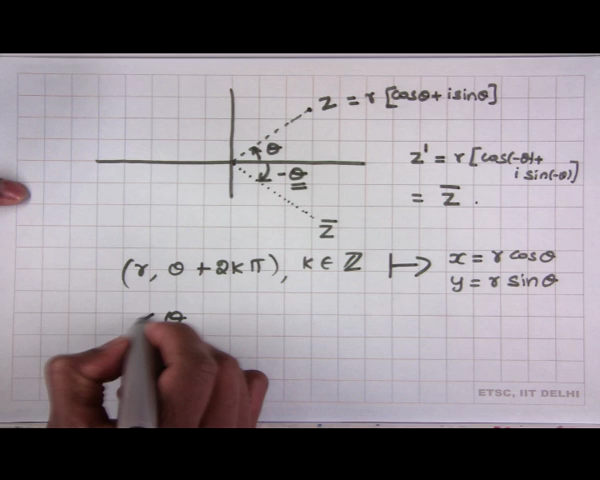 z = r [cosθ + i sinθ]
θ
-θ
z' = r [cos(-θ) + i sin(-θ)]
= z̅ .
z̅
(r, θ + 2kπ), k ∈ ℤ ↦ x = r cosθ
y = r sinθ
< θ
ETSC, IIT DELHI